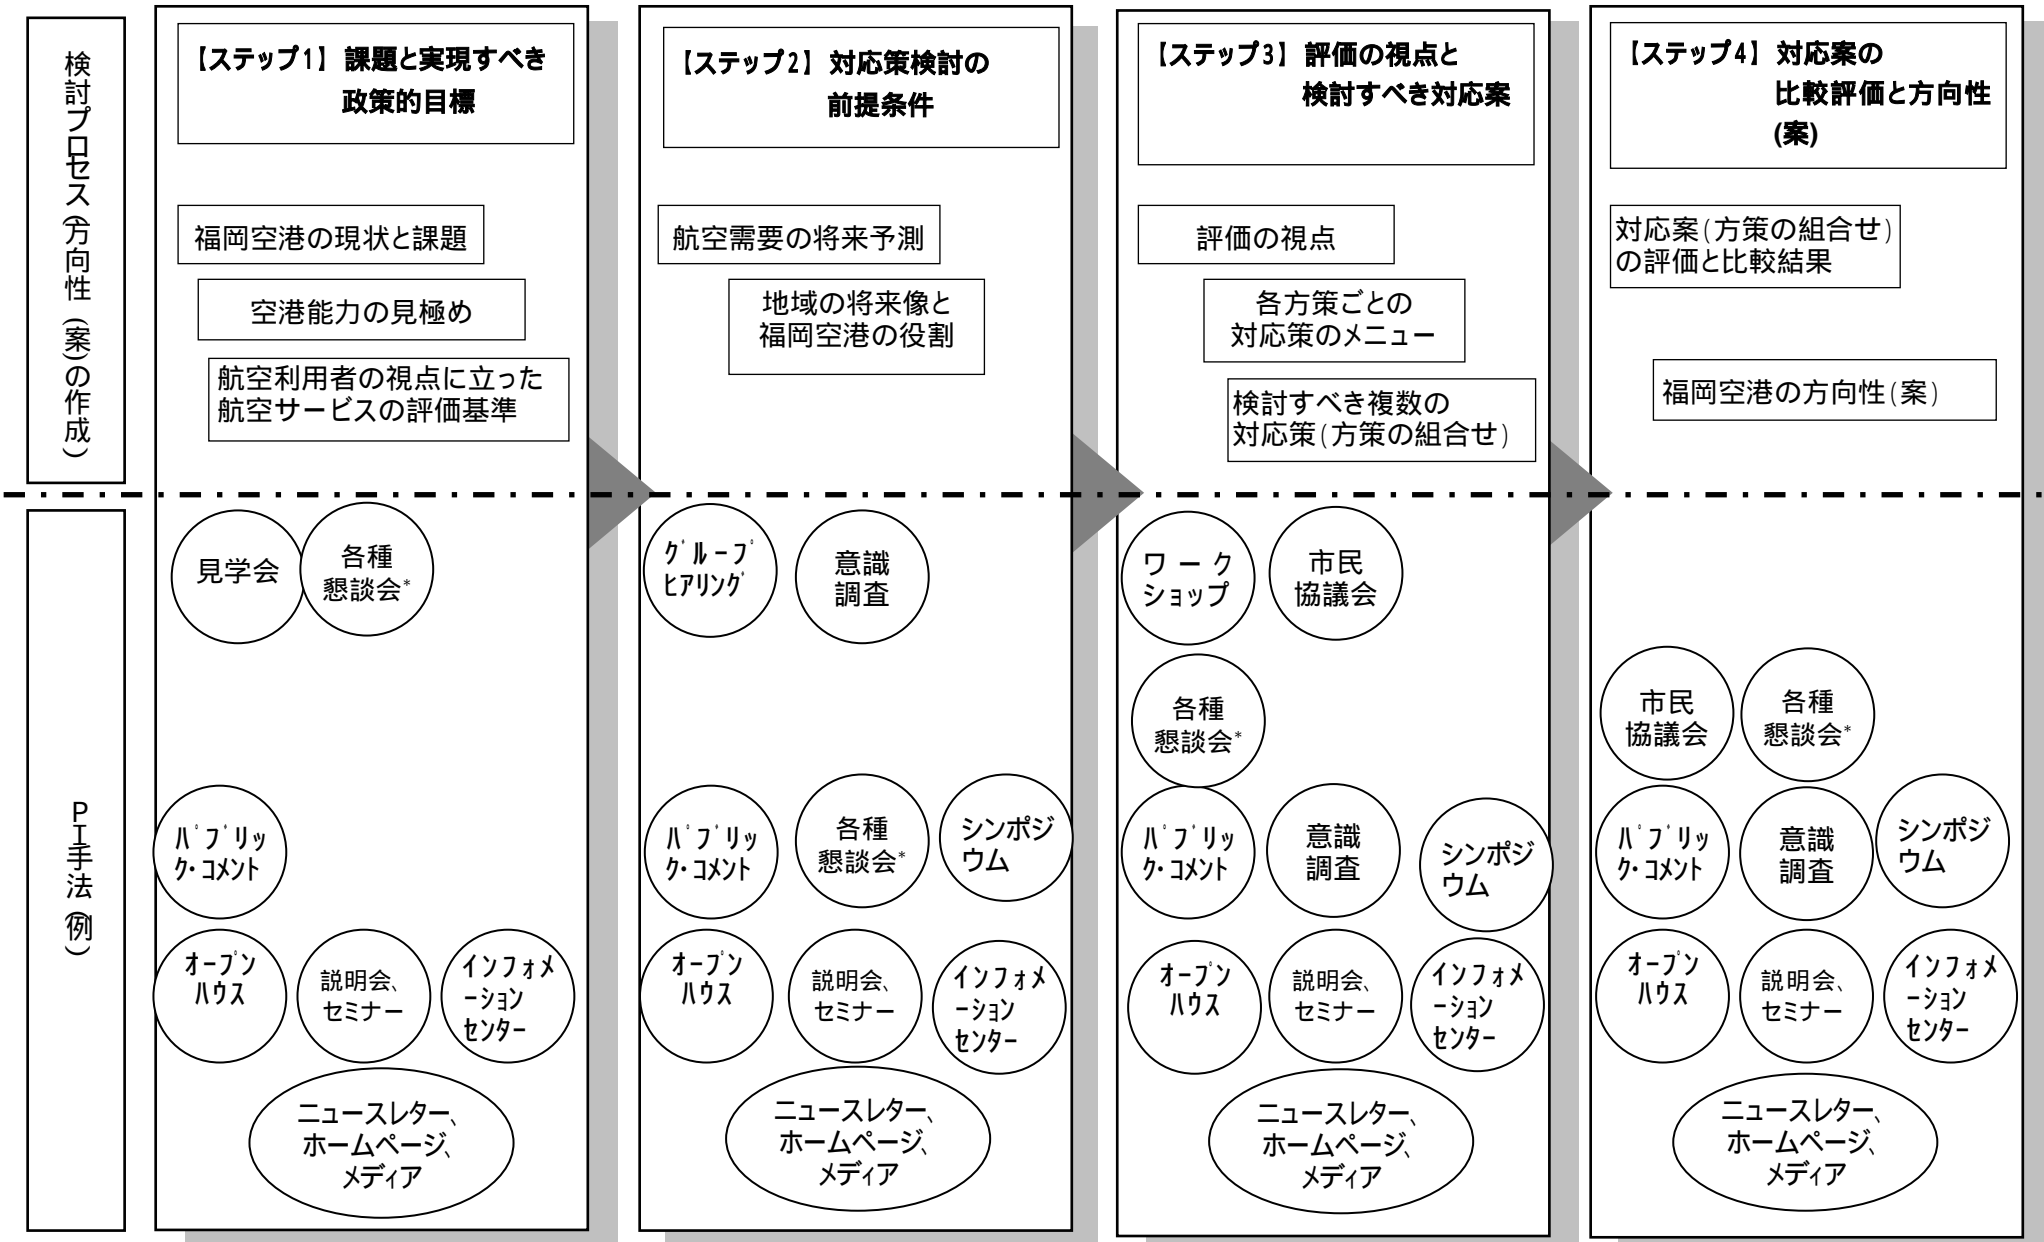 検討プロセス(方向性(案)の作成)
【ステップ1】課題と実現すべき
政策的目標
福岡空港の現状と課題
空港能力の見極め
航空利用者の視点に立った
航空サービスの評価基準
【ステップ2】対応策検討の
前提条件
航空需要の将来予測
地域の将来像と
福岡空港の役割
【ステップ3】評価の視点と
検討すべき対応案
評価の視点
各方策ごとの
対応策のメニュー
検討すべき複数の
対応策(方策の組合せ)
【ステップ4】対応案の
比較評価と方向性
(案)
対応案(方策の組合せ)
の評価と比較結果
福岡空港の方向性(案)
PI手法(例)
見学会
各種
懇談会*
ﾊﾟﾌﾞﾘｯ
ｸ・ｺﾒﾝﾄ
ｵｰﾌﾟﾝ
ﾊｳｽ
説明会、
セミナー
ｲﾝﾌｫﾒ
ｰｼｮﾝ
ｾﾝﾀｰ
ニュースレター、
ホームページ、
メディア
ｸﾞﾙｰﾌﾟ
ﾋｱﾘﾝｸﾞ
意識
調査
ﾊﾟﾌﾞﾘｯ
ｸ・ｺﾒﾝﾄ
各種
懇談会*
シンポジ
ウム
ｵｰﾌﾟﾝ
ﾊｳｽ
説明会、
セミナー
ｲﾝﾌｫﾒ
ｰｼｮﾝ
ｾﾝﾀｰ
ニュースレター、
ホームページ、
メディア
ワーク
ショップ
市民
協議会
各種
懇談会*
ﾊﾟﾌﾞﾘｯ
ｸ・ｺﾒﾝﾄ
意識
調査
シンポジ
ウム
ｵｰﾌﾟﾝ
ﾊｳｽ
説明会、
セミナー
ｲﾝﾌｫﾒ
ｰｼｮﾝ
ｾﾝﾀｰ
ニュースレター、
ホームページ、
メディア
市民
協議会
各種
懇談会*
ﾊﾟﾌﾞﾘｯ
ｸ・ｺﾒﾝﾄ
意識
調査
シンポジ
ウム
ｵｰﾌﾟﾝ
ﾊｳｽ
説明会、
セミナー
ｲﾝﾌｫﾒ
ｰｼｮﾝ
ｾﾝﾀｰ
ニュースレター、
ホームページ、
メディア